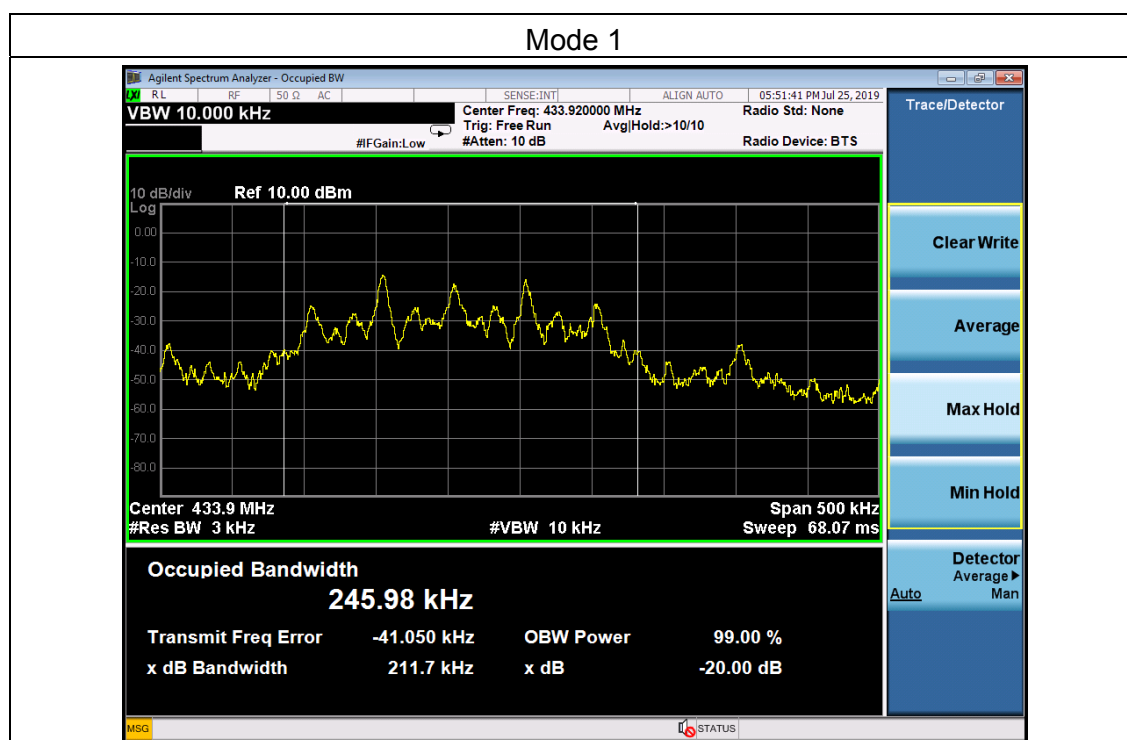 Mode 1
Agilent Spectrum Analyzer - Occupied BW
LXI RL RF 50 Ω AC SENSE:INT ALIGN AUTO 05:51:41 PM Jul 25, 2019
VBW 10.000 kHz
Center Freq: 433.920000 MHz
Radio Std: None
Trig: Free Run Avg|Hold:>10/10
#IFGain:Low
#Atten: 10 dB
Radio Device: BTS
10 dB/div Ref 10.00 dBm
Log
0.00
-10.0
-20.0
-30.0
-40.0
-50.0
-60.0
-70.0
-80.0
Center 433.9 MHz Span 500 kHz
#Res BW 3 kHz #VBW 10 kHz Sweep 68.07 ms
Occupied Bandwidth
245.98 kHz
Transmit Freq Error -41.050 kHz OBW Power 99.00 %
x dB Bandwidth 211.7 kHz x dB -20.00 dB
MSG STATUS
Trace/Detector
Clear Write
Average
Max Hold
Min Hold
Detector
Average
Auto Man